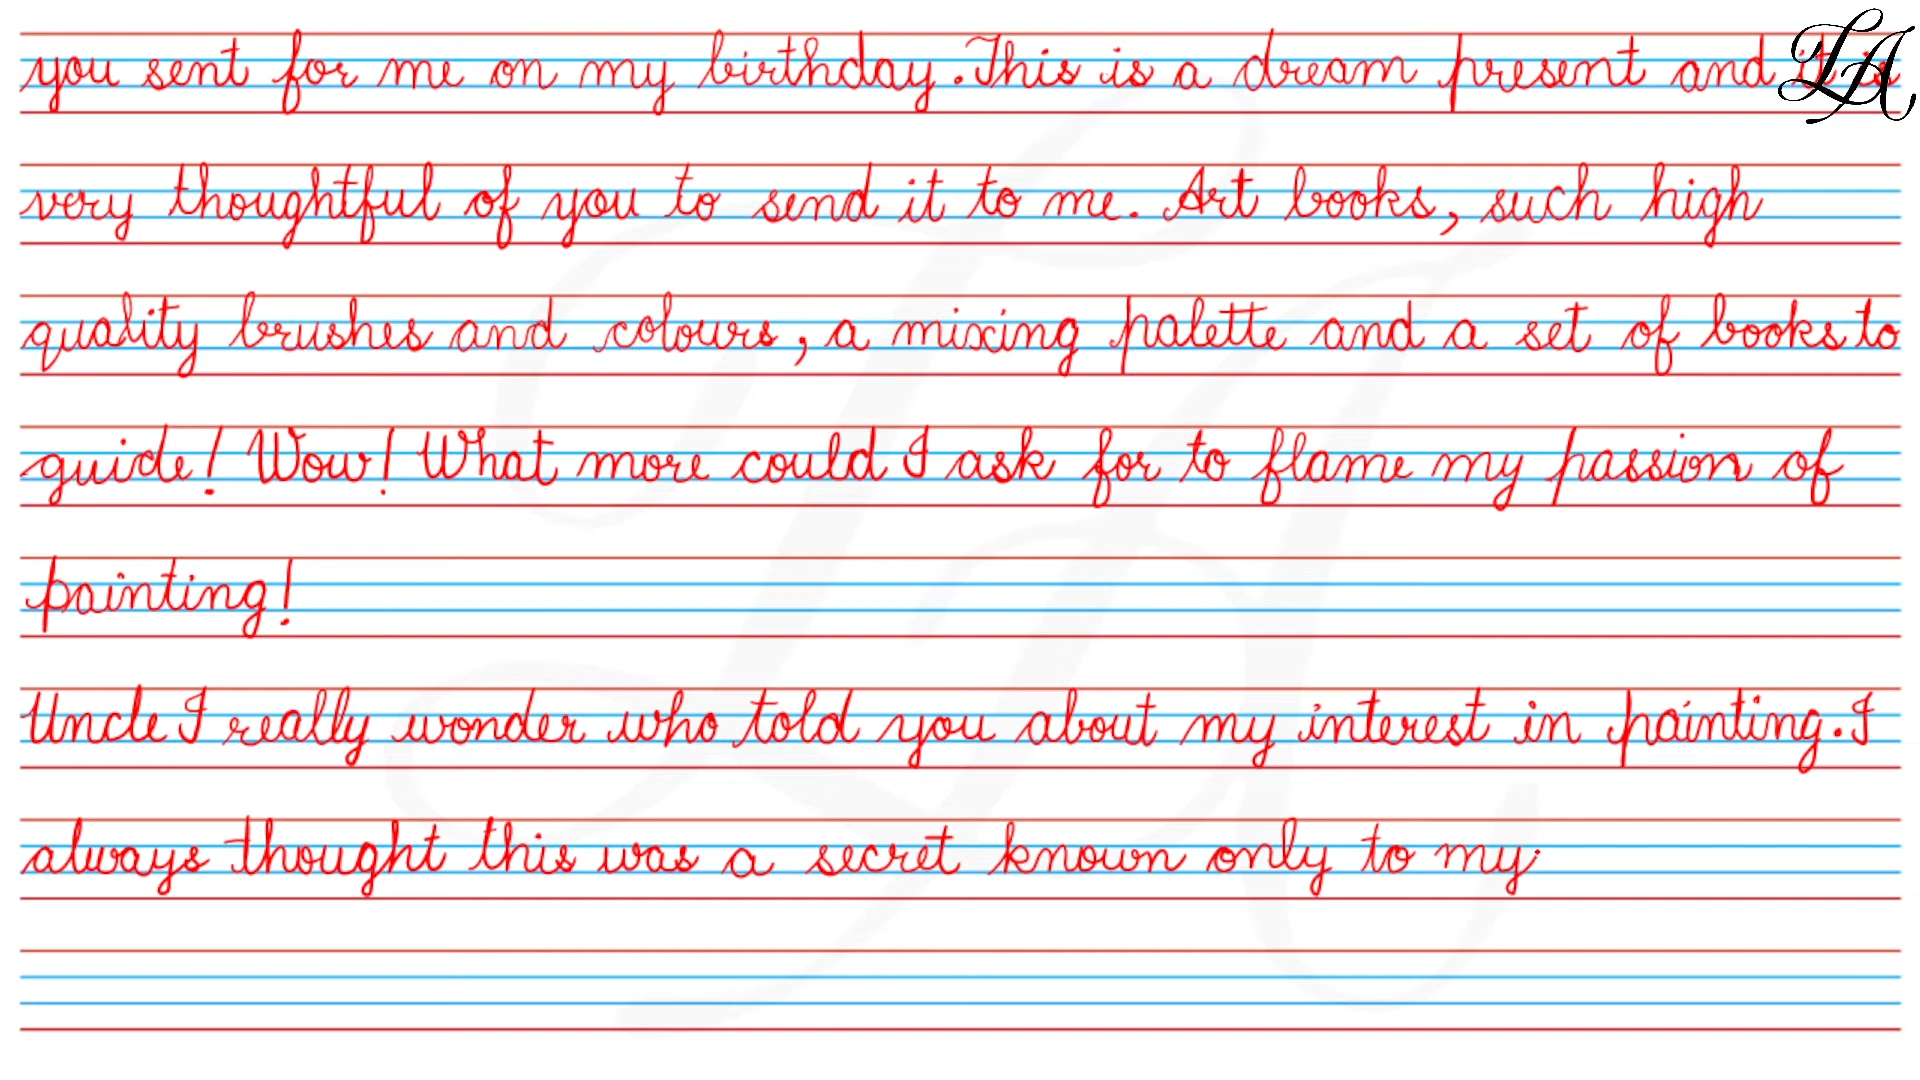 you sent for me on my birthday. This is a dream present and it is
very thoughtful of you to send it to me. Art books, such high
quality brushes and colours, a mixing palette and a set of books to
guide! Wow! What more could I ask for to flame my passion of
painting!
Uncle I really wonder who told you about my interest in painting. I
always thought this was a secret known only to my
LA